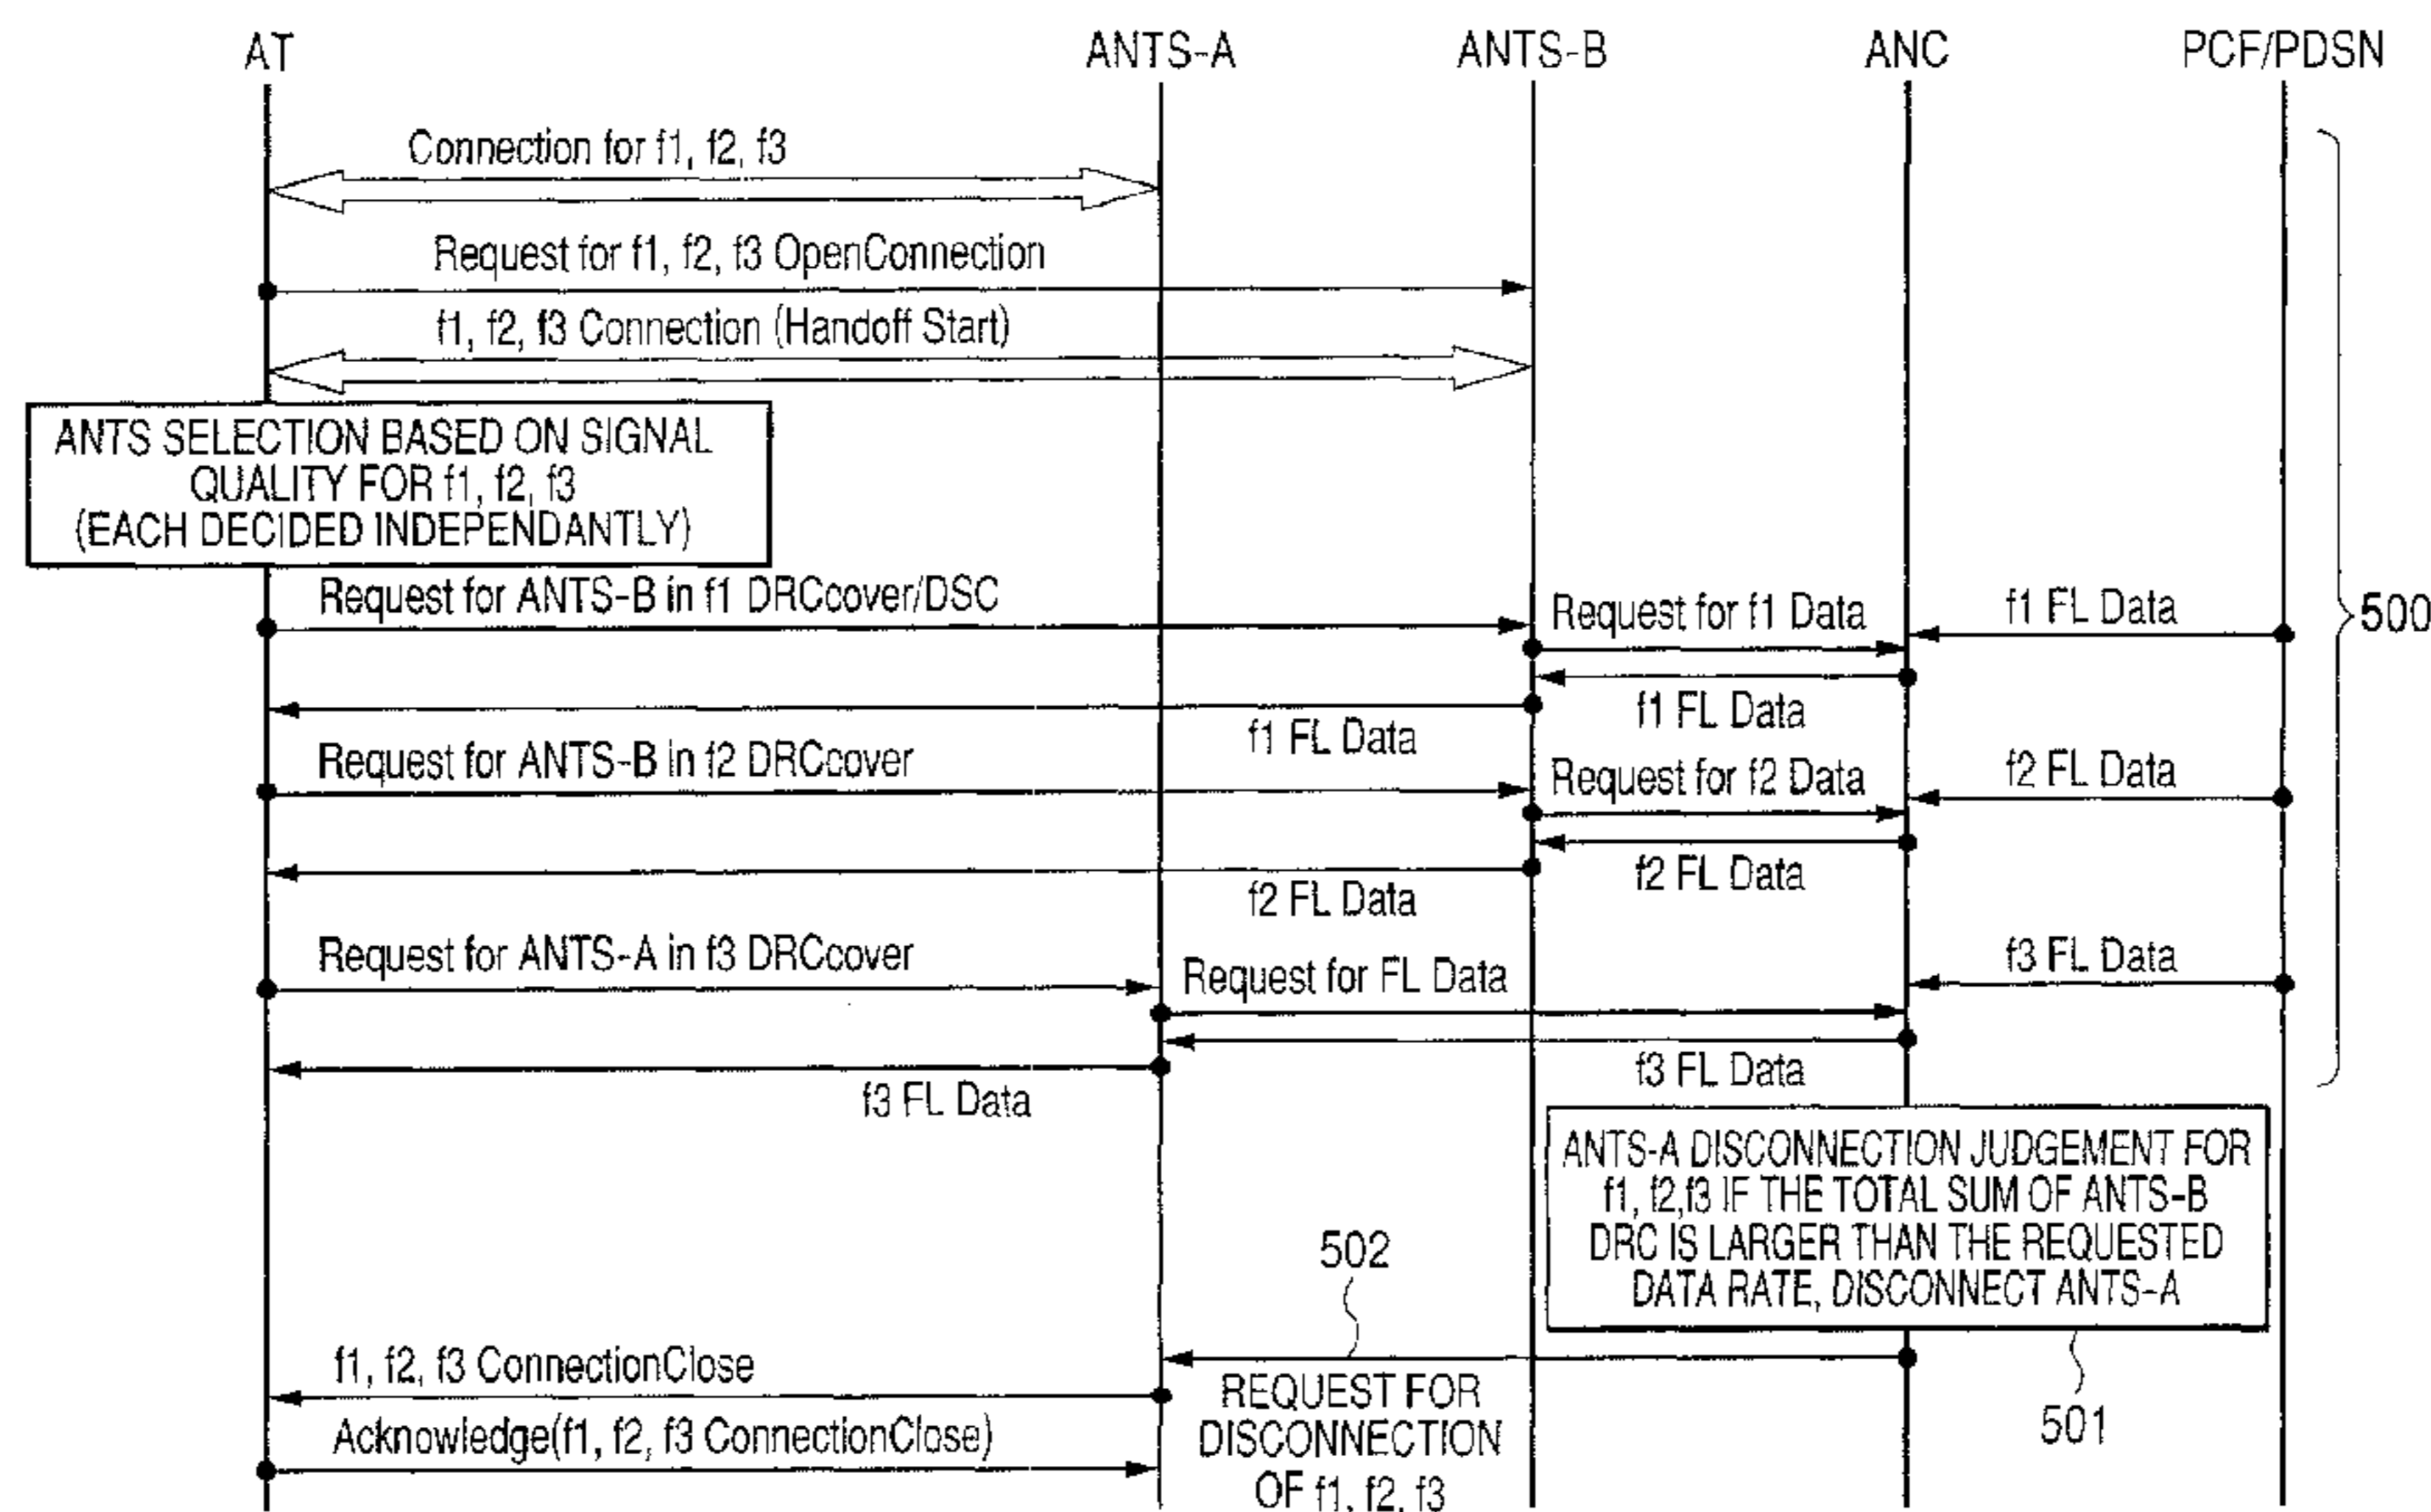 AT ANTS-A ANTS-B ANC PCF/PDSN
Connection for f1, f2, f3
Request for f1, f2, f3 OpenConnection
f1, f2, f3 Connection (Handoff Start)
ANTS SELECTION BASED ON SIGNAL
QUALITY FOR f1, f2, f3
(EACH DECIDED INDEPENDANTLY)
Request for ANTS-B in f1 DRCcover/DSC
Request for f1 Data
f1 FL Data
500
f1 FL Data
f1 FL Data
Request for ANTS-B in f2 DRCcover
Request for f2 Data
f2 FL Data
f2 FL Data
f2 FL Data
Request for ANTS-A in f3 DRCcover
Request for FL Data
f3 FL Data
f3 FL Data
f3 FL Data
ANTS-A DISCONNECTION JUDGEMENT FOR
f1, f2,f3 IF THE TOTAL SUM OF ANTS-B
DRC IS LARGER THAN THE REQUESTED
DATA RATE, DISCONNECT ANTS-A
502
501
f1, f2, f3 ConnectionClose
REQUEST FOR
DISCONNECTION
OF f1, f2, f3
Acknowledge(f1, f2, f3 ConnectionClose)